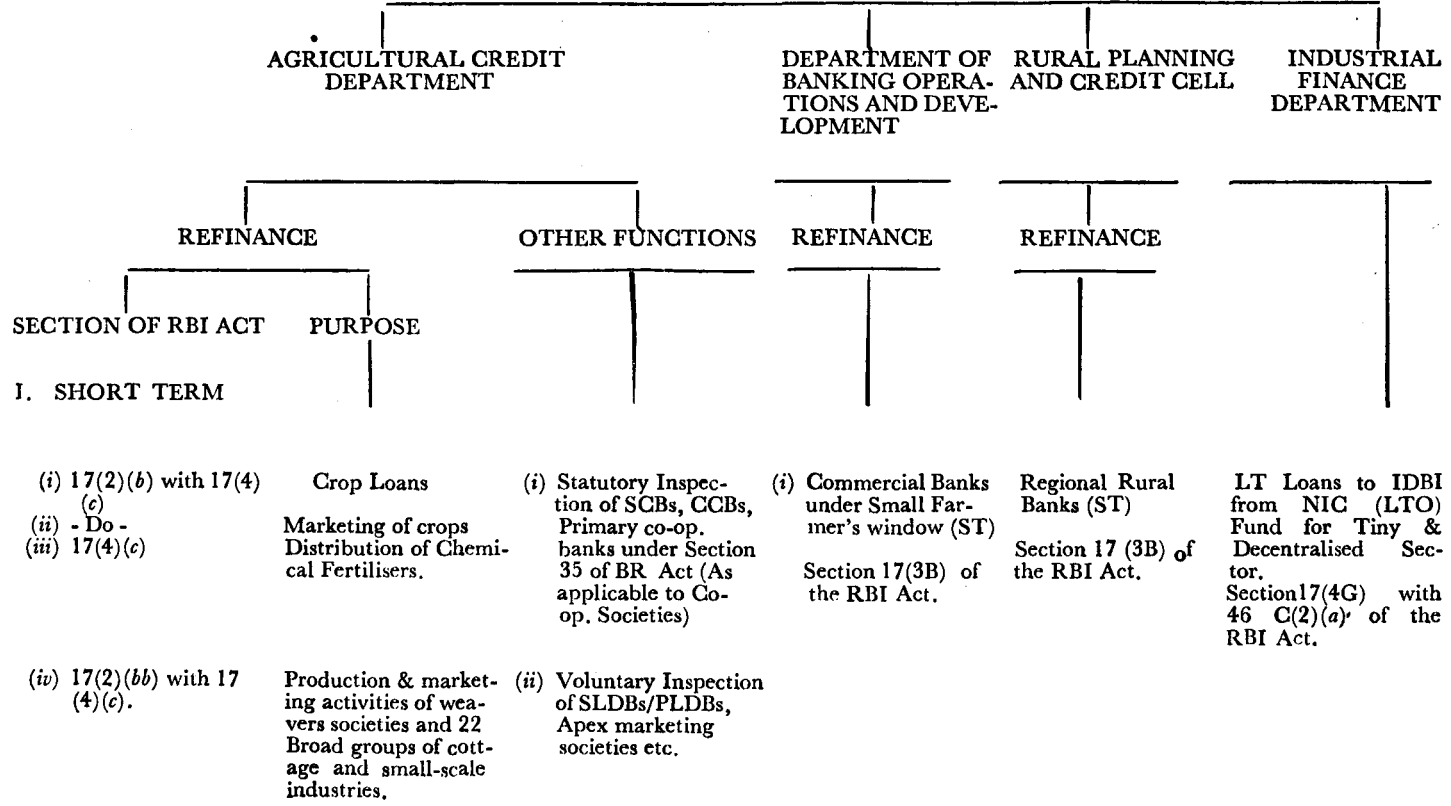 AGRICULTURAL CREDIT
DEPARTMENT
DEPARTMENT OF
BANKING OPERA-
TIONS AND DEVE-
LOPMENT
RURAL PLANNING
AND CREDIT CELL
INDUSTRIAL
FINANCE
DEPARTMENT
REFINANCE
OTHER FUNCTIONS
REFINANCE
REFINANCE
SECTION OF RBI ACT
PURPOSE
I. SHORT TERM
(i) 17(2)(b) with 17(4)
(c)
(ii) - Do -
(iii) 17(4)(c)
Crop Loans
Marketing of crops
Distribution of Chemi-
cal Fertilisers.
(i) Statutory Inspec-
tion of SCBs, CCBs,
Primary co-op.
banks under Section
35 of BR Act (As
applicable to Co-
op. Societies)
(i) Commercial Banks
under Small Far-
mer's window (ST)
Section 17(3B) of
the RBI Act.
Regional Rural
Banks (ST)
Section 17 (3B) of
the RBI Act.
LT Loans to IDBI
from NIC (LTO)
Fund for Tiny &
Decentralised Sec-
tor.
Section17(4G) with
46 C(2)(a) of the
RBI Act.
(iv) 17(2)(bb) with 17
(4)(c).
Production & market-
ing activities of wea-
vers societies and 22
Broad groups of cott-
age and small-scale
industries.
(ii) Voluntary Inspection
of SLDBs/PLDBs,
Apex marketing
societies etc.